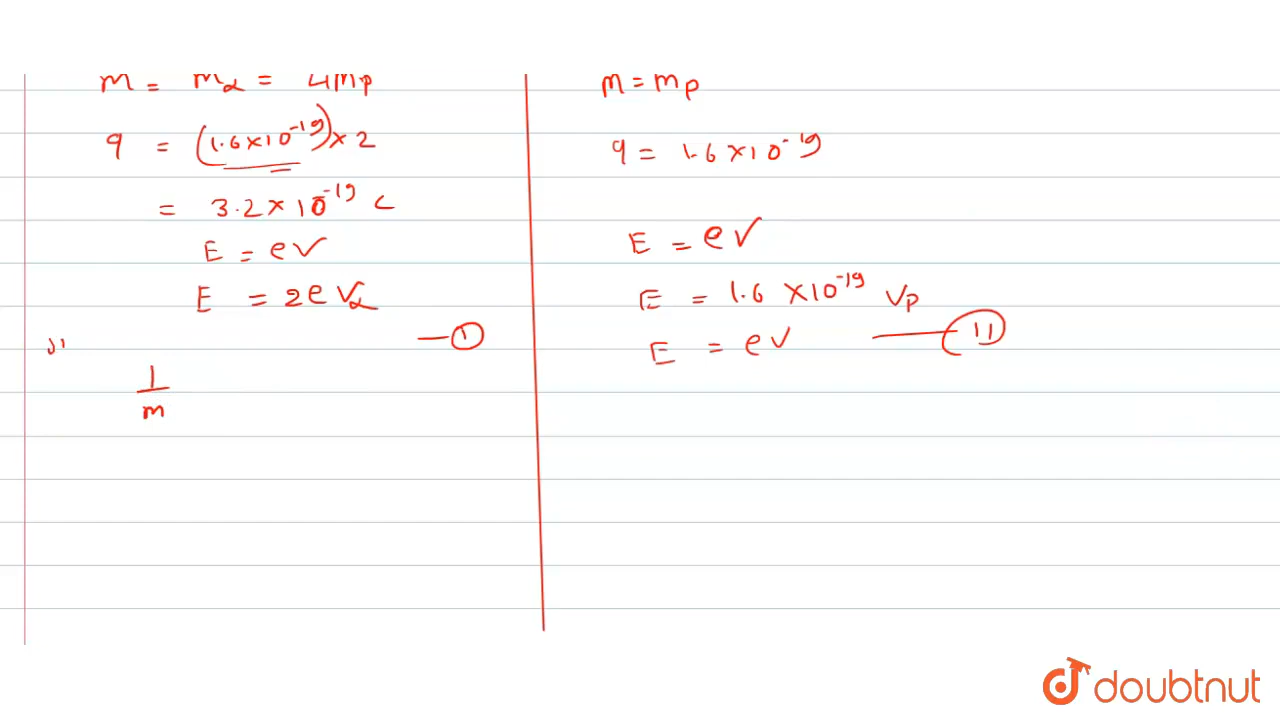 m = mα = 4mp
q = (1.6×10⁻¹⁹)×2
= 3.2×10⁻¹⁹ C
E = eV
E = 2eVα
—①
1/m
m = mp
q = 1.6×10⁻¹⁹
E = eV
E = 1.6×10⁻¹⁹ Vp
E = eV —⑪
doubtnut